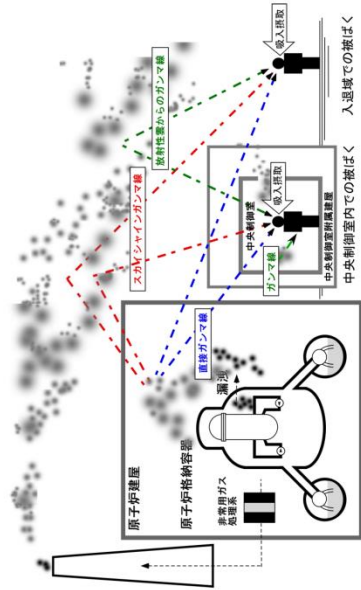 スカイシャインガンマ線
放射性雲からのガンマ線
吸入摂取
原子炉建屋
原子炉格納容器
漏洩
直接ガンマ線
非常用ガス
処理系
中央制御室
吸入摂取
ガンマ線
中央制御室附属建屋
中央制御室内での被ばく
入退域での被ばく